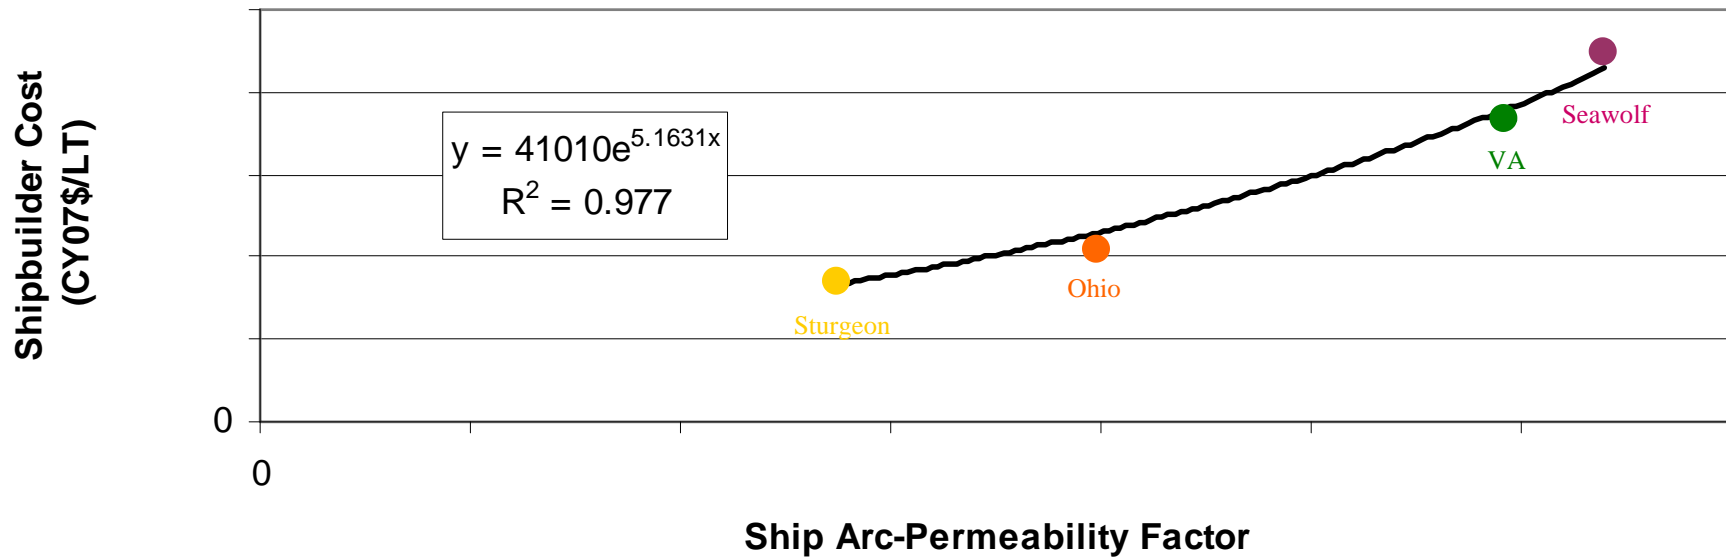 Shipbuilder Cost
(CY07$/LT)
y = 41010e^5.1631x
R² = 0.977
Seawolf
VA
Ohio
Sturgeon
0
0
Ship Arc-Permeability Factor